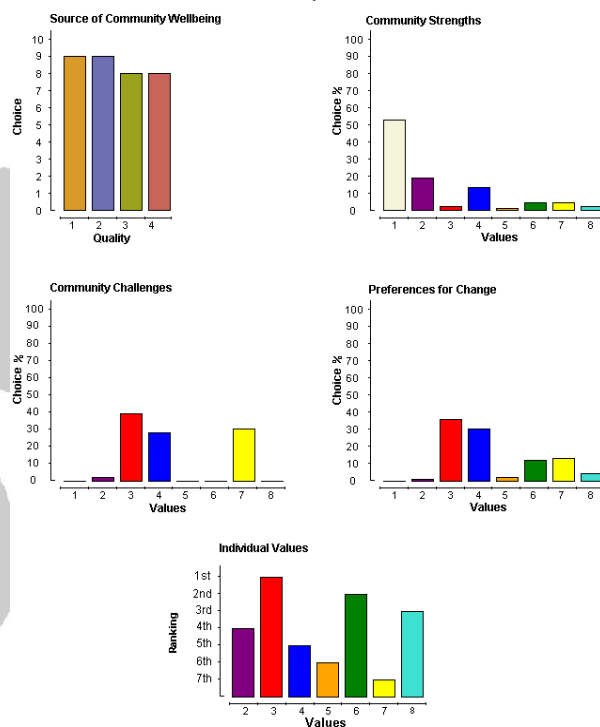 Source of Community Wellbeing
10
9
8
7
6
5
4
3
2
1
0
Choice
1 2 3 4
Quality
Community Strengths
100
90
80
70
60
50
40
30
20
10
0
Choice %
1 2 3 4 5 6 7 8
Values
Community Challenges
100
90
80
70
60
50
40
30
20
10
0
Choice %
1 2 3 4 5 6 7 8
Values
Preferences for Change
100
90
80
70
60
50
40
30
20
10
0
Choice %
1 2 3 4 5 6 7 8
Values
Individual Values
1st
2nd
3rd
4th
5th
6th
7th
Ranking
2 3 4 5 6 7 8
Values